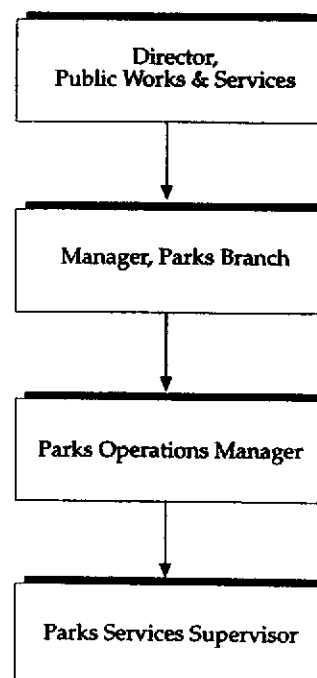 Director,
Public Works & Services
Manager, Parks Branch
Parks Operations Manager
Parks Services Supervisor